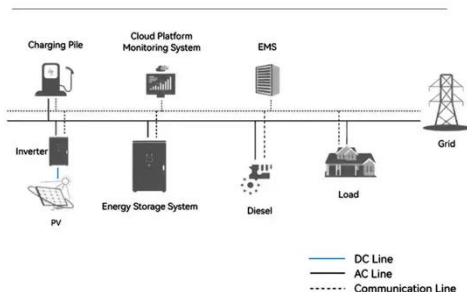 Charging Pile
Cloud Platform
Monitoring System
EMS
Grid
Inverter
PV
Energy Storage System
Diesel
Load
DC Line
AC Line
Communication Line